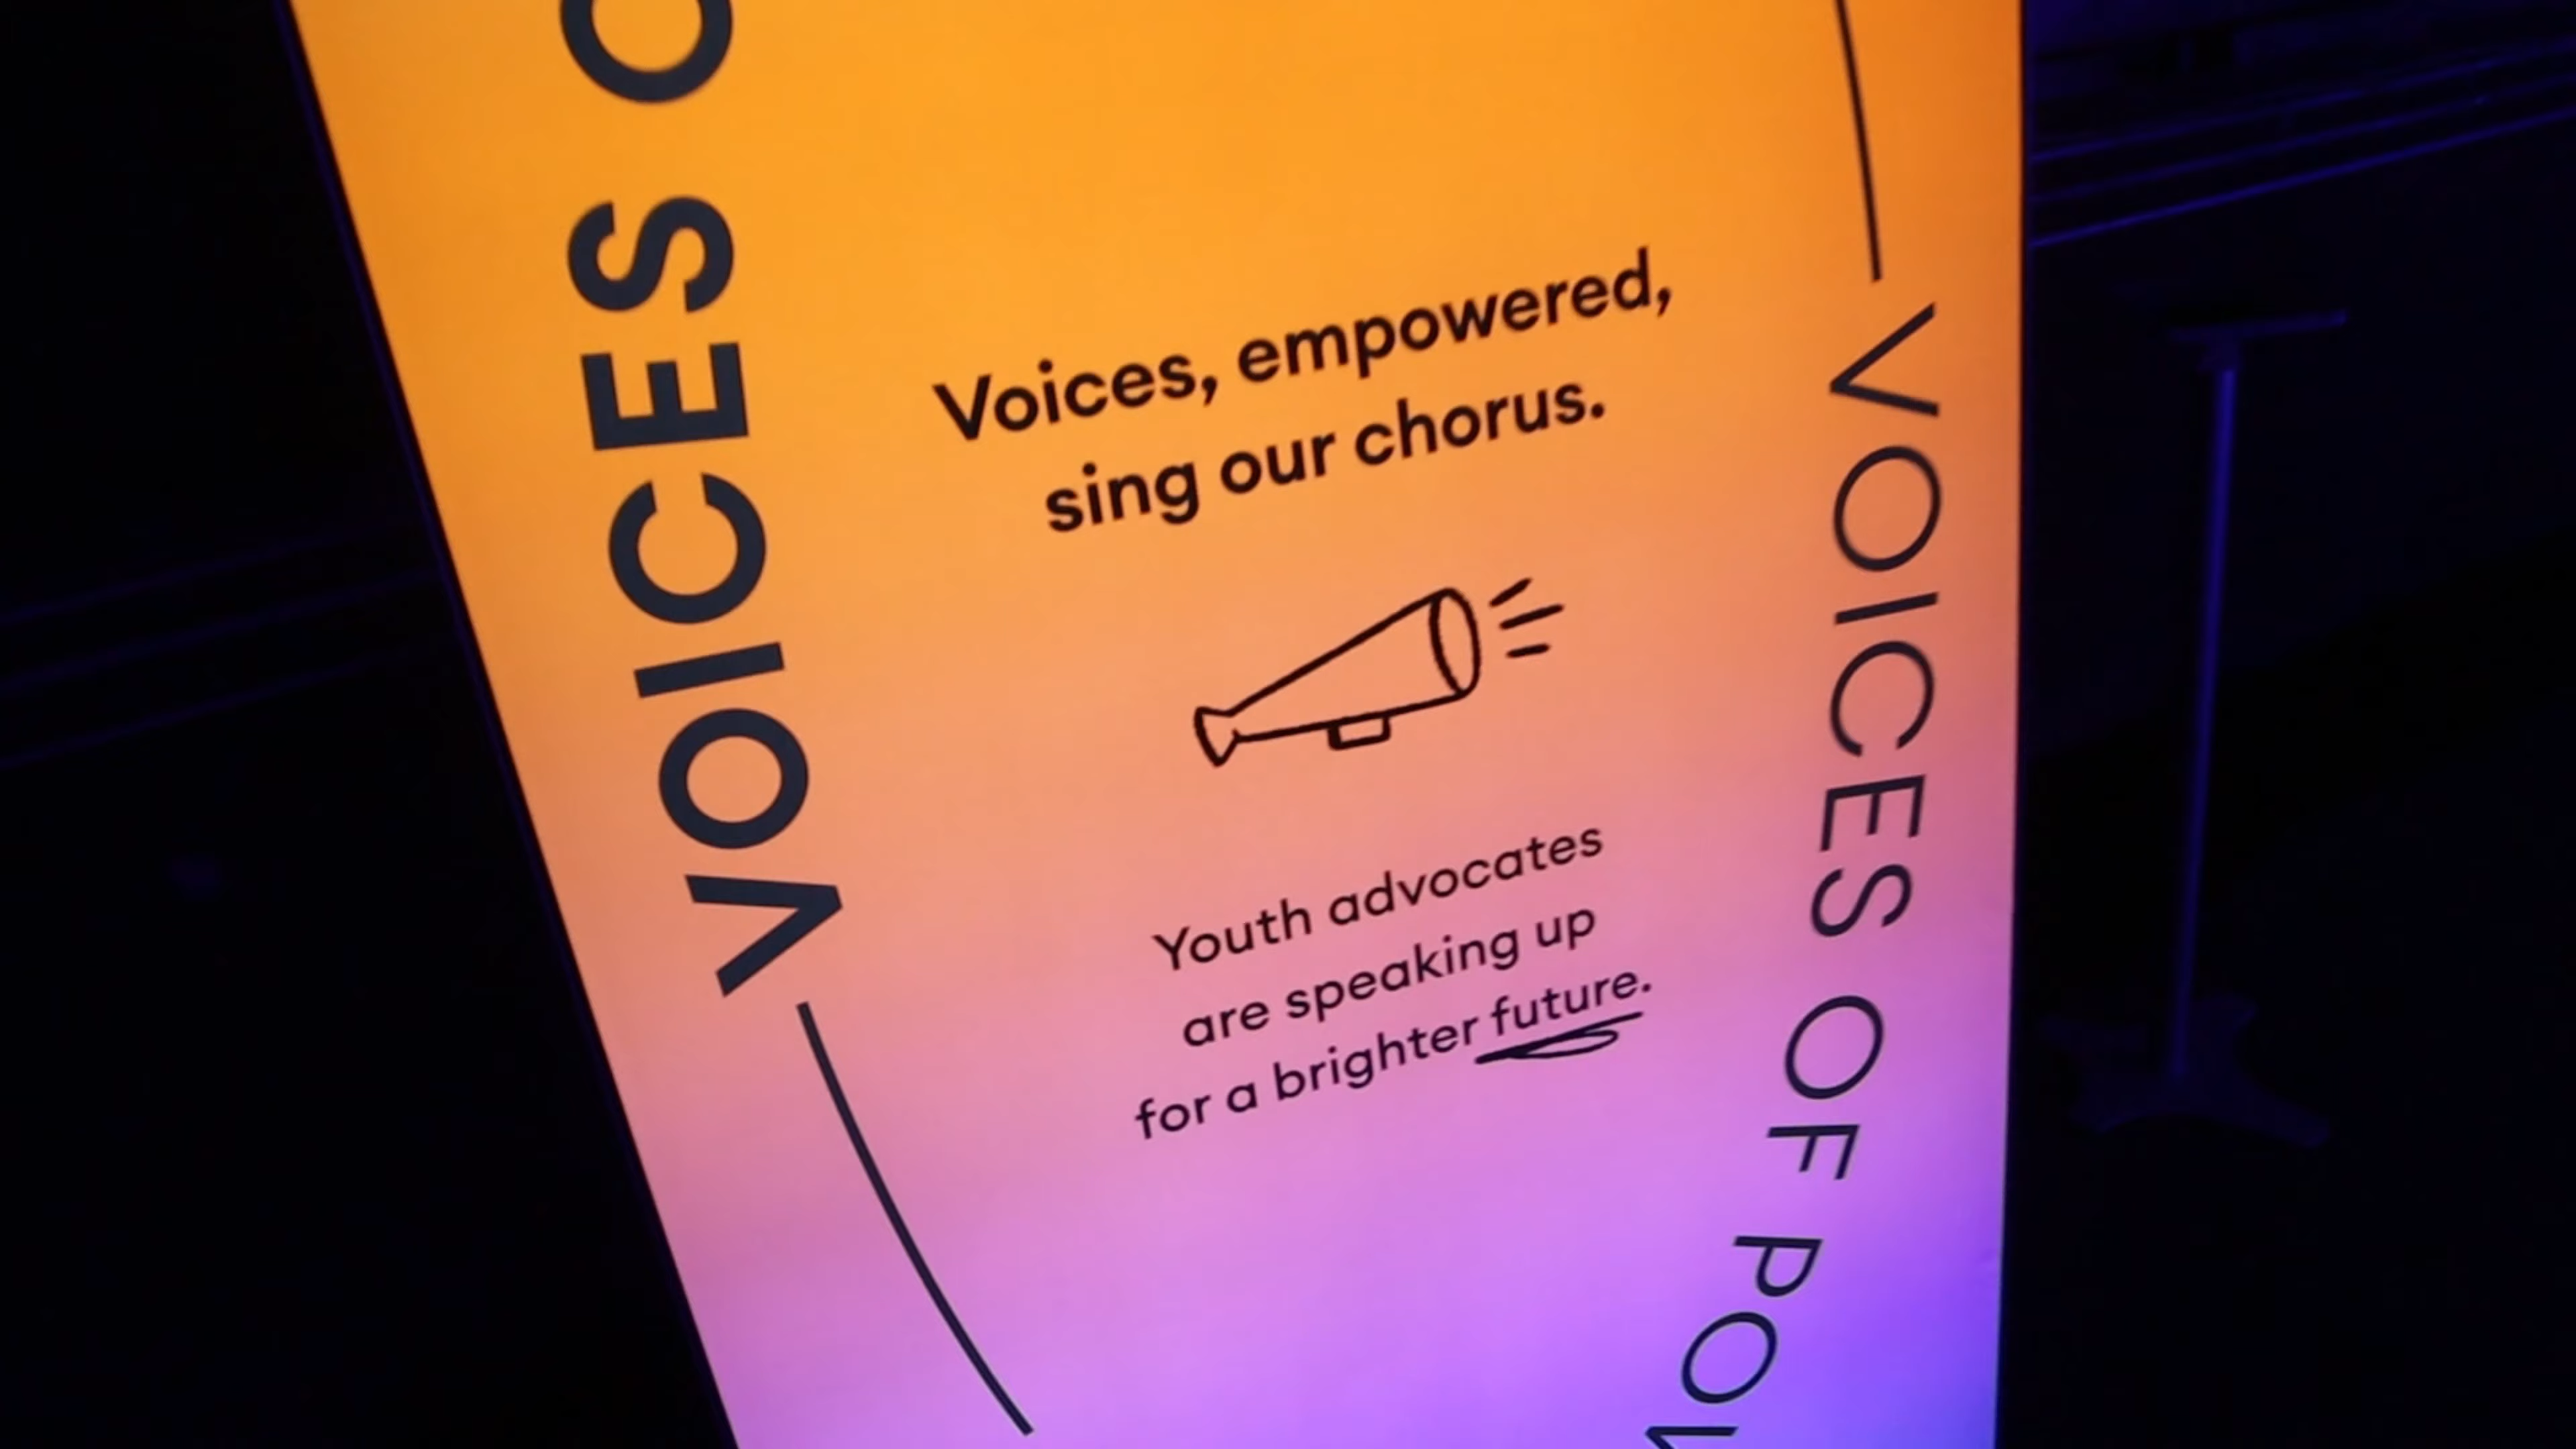 VOICES
Voices, empowered,
sing our chorus.
Youth advocates
are speaking up
for a brighter future.
VOICES OF